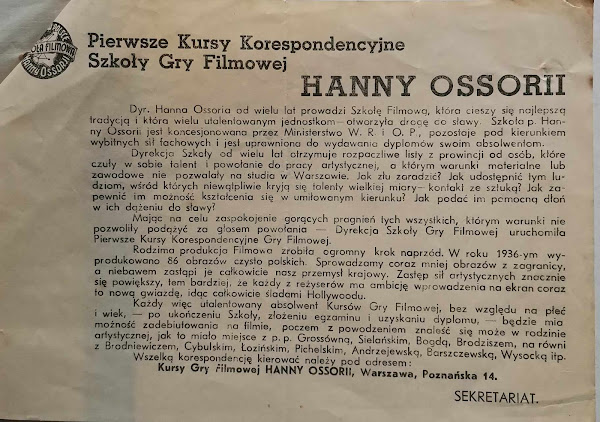 SZKOŁA FILMOWA
Hanny Ossorji
Pierwsze Kursy Korespondencyjne
Szkoły Gry Filmowej
HANNY OSSORII
Dyr. Hanna Ossoria od wielu lat prowadzi Szkołę Filmową, która cieszy się najlepszą
tradycją i która wielu utalentowanym jednostkom—otworzyła drogę do sławy. Szkoła p. Han-
ny Ossorii jest koncesjonowana przez Ministerstwo W. R. i O. P., pozostaje pod kierunkiem
wybitnych sił fachowych i jest uprawniona do wydawania dyplomów swoim absolwentom.
Dyrekcja Szkoły od wielu lat otrzymuje rozpaczliwe listy z prowincji od osób, które
czuły w sobie talent i powołanie do pracy artystycznej, a którym warunki materialne lub
zawodowe nie pozwalały na studia w Warszawie. Jak złu zaradzić? Jak udostępnić tym lu-
dziom, wśród których niewątpliwie kryją się talenty wielkiej miary—kontakt ze sztuką? Jak za-
pewnić im możność kształcenia się w umiłowanym kierunku? Jak podać im pomocną dłoń
w ich dążeniu do sławy?
Mając na celu zaspokojenie gorących pragnień tych wszystkich, którym warunki nie
pozwoliły podążyć za głosem powołania — Dyrekcja Szkoły Gry Filmowej uruchomiła
Pierwsze Kursy Korespondencyjne Gry Filmowej.
Rodzima produkcja Filmowa zrobiła ogromny krok naprzód. W roku 1936-ym wy-
produkowano 86 obrazów czysto polskich. Sprowadzamy coraz mniej obrazów z zagranicy,
a niebawem zastąpi je całkowicie nasz przemysł krajowy. Zastęp sił artystycznych znacznie
się powiększy, tem bardziej, że każdy z reżyserów ma ambicję wprowadzenia na ekran coraz
to nową gwiazdę, idąc całkowicie śladami Hollywoodu.
Każdy więc utalentowany absolwent Kursów Gry Filmowej, bez względu na płeć
i wiek, — po ukończeniu Szkoły, złożeniu egzaminu i uzyskaniu dyplomu, — będzie miał
możność zadebiutowania na filmie, poczem z powodzeniem znaleść się może w rodzinie
artystycznej, jak to miało miejsce z p. p. Grossówną, Sielańskim, Bogdą, Brodziszem, na równi
z Brodniewiczem, Cybulskim, Łozińskim, Pichelskim, Andrzejewską, Barszczewską, Wysocką itp.
Wszelką korespondencję kierować należy pod adresem:
Kursy Gry Filmowej HANNY OSSORII, Warszawa, Poznańska 14.
SEKRETARIAT.